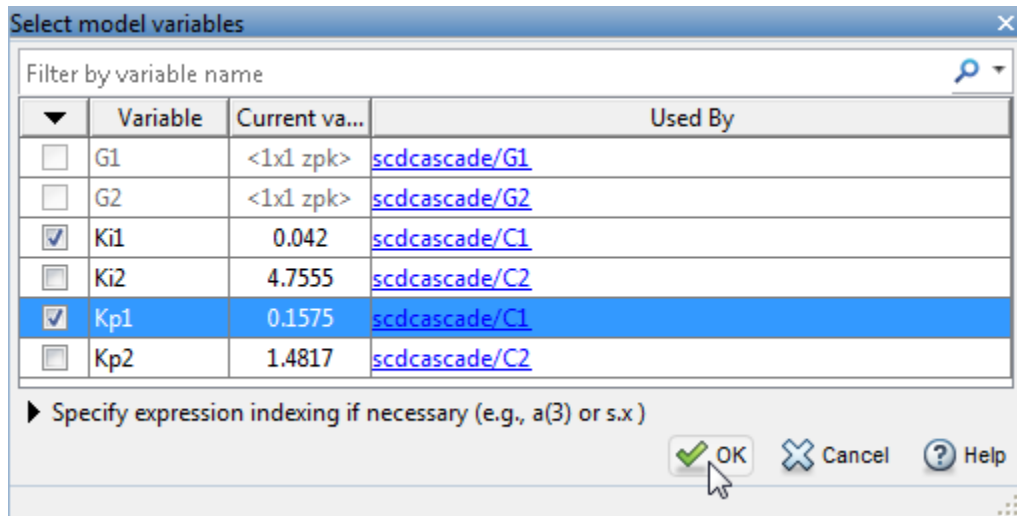 Select model variables
Filter by variable name
Variable Current va... Used By
G1 <1x1 zpk> scdcascade/G1
G2 <1x1 zpk> scdcascade/G2
Ki1 0.042 scdcascade/C1
Ki2 4.7555 scdcascade/C2
Kp1 0.1575 scdcascade/C1
Kp2 1.4817 scdcascade/C2
Specify expression indexing if necessary (e.g., a(3) or s.x )
OK Cancel Help